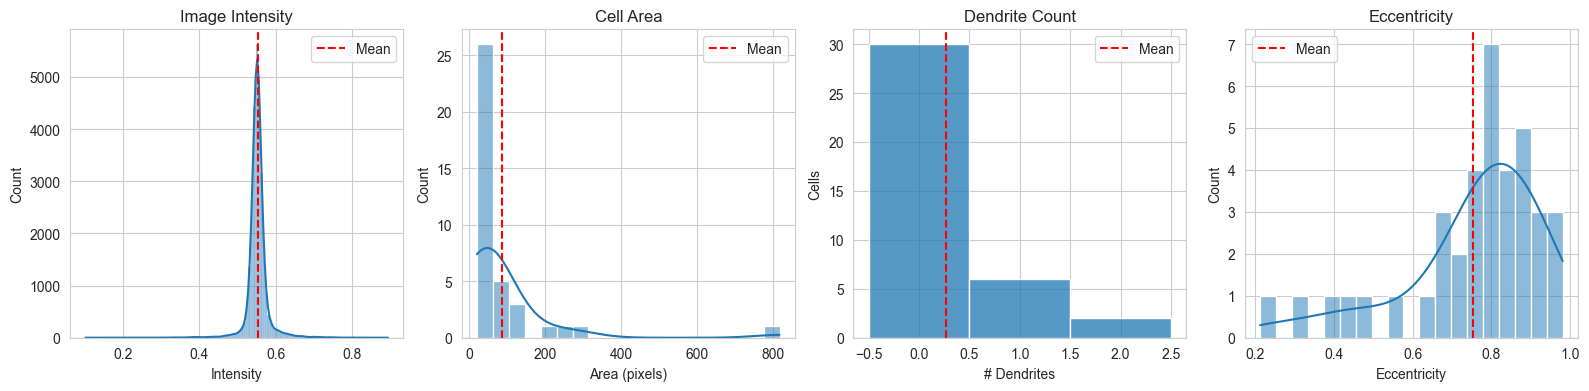 Image Intensity
Mean
Count
5000
4000
3000
2000
1000
0
0.2 0.4 0.6 0.8
Intensity
Cell Area
Mean
Count
25
20
15
10
5
0
0 200 400 600 800
Area (pixels)
Dendrite Count
Mean
Cells
30
25
20
15
10
5
0
−0.5 0.0 0.5 1.0 1.5 2.0 2.5
# Dendrites
Eccentricity
Mean
Count
7
6
5
4
3
2
1
0
0.2 0.4 0.6 0.8 1.0
Eccentricity